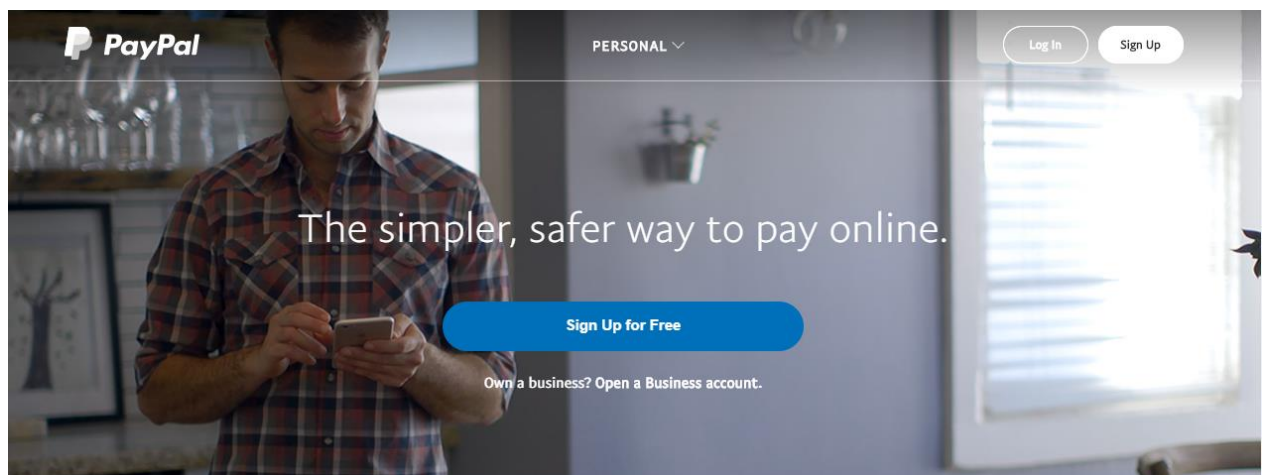 PayPal
PERSONAL
Log In
Sign Up
The simpler, safer way to pay online.
Sign Up for Free
Own a business? Open a Business account.